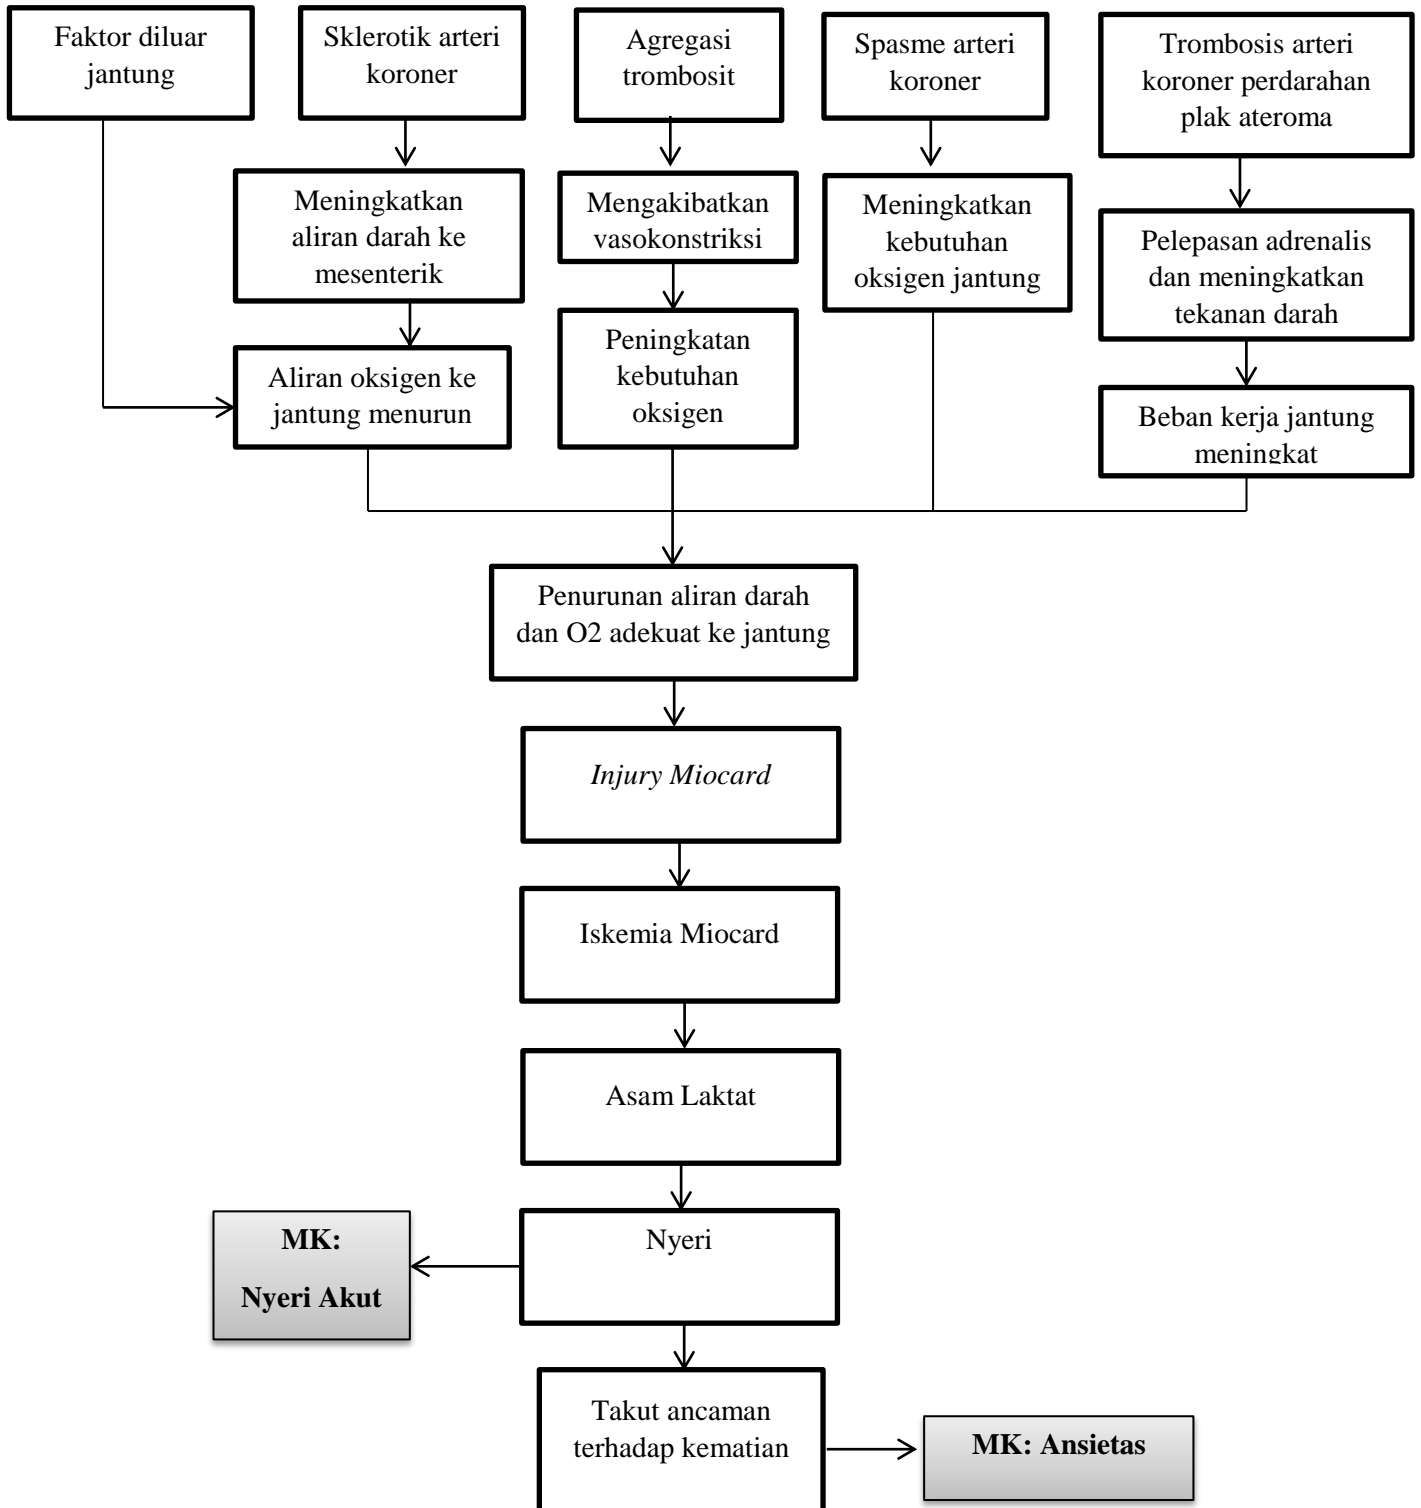 Faktor diluar
jantung
Sklerotik arteri
koroner
Agregasi
trombosit
Spasme arteri
koroner
Trombosis arteri
koroner perdarahan
plak ateroma
Meningkatkan
aliran darah ke
mesenterik
Mengakibatkan
vasokonstriksi
Meningkatkan
kebutuhan
oksigen jantung
Pelepasan adrenalis
dan meningkatkan
tekanan darah
Aliran oksigen ke
jantung menurun
Peningkatan
kebutuhan
oksigen
Beban kerja jantung
meningkat
Penurunan aliran darah
dan O2 adekuat ke jantung
Injury Miocard
Iskemia Miocard
Asam Laktat
MK:
Nyeri Akut
Nyeri
Takut ancaman
terhadap kematian
MK: Ansietas